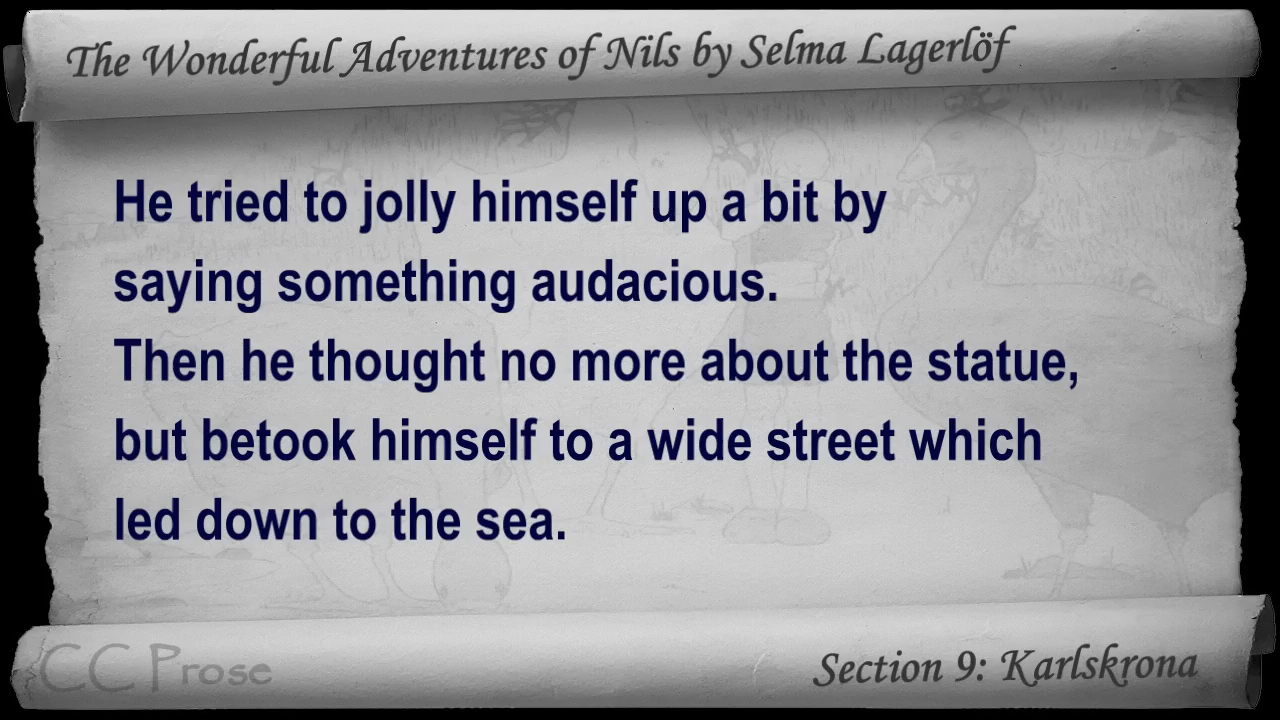 The Wonderful Adventures of Nils by Selma Lagerlöf
He tried to jolly himself up a bit by
saying something audacious.
Then he thought no more about the statue,
but betook himself to a wide street which
led down to the sea.
CC Prose
Section 9: Karlskrona